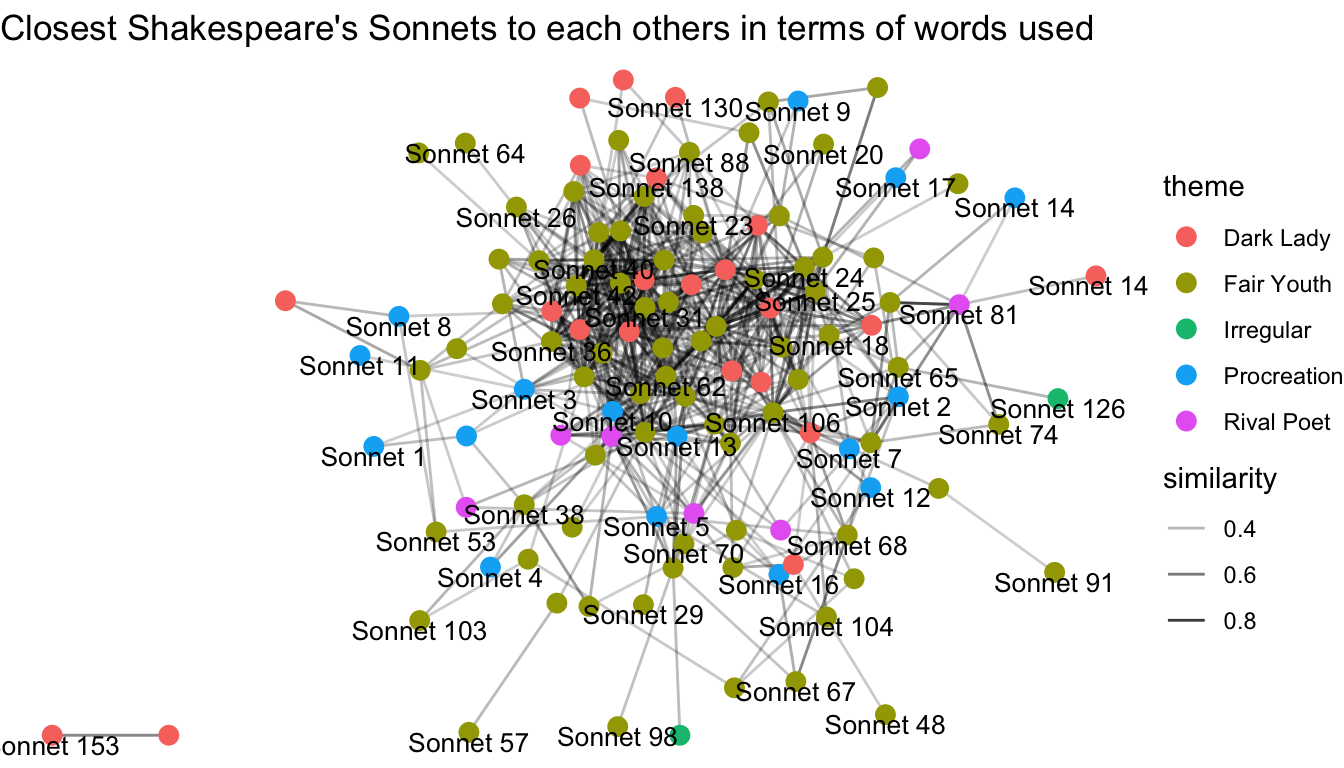 Closest Shakespeare's Sonnets to each others in terms of words used
Sonnet 130
Sonnet 9
Sonnet 64
Sonnet 88
Sonnet 20
Sonnet 138
Sonnet 17
Sonnet 14
Sonnet 26
Sonnet 23
Sonnet 40
Sonnet 24
Sonnet 14
Sonnet 42
Sonnet 25
Sonnet 81
Sonnet 8
Sonnet 31
Sonnet 18
Sonnet 36
Sonnet 11
Sonnet 65
Sonnet 62
Sonnet 3
Sonnet 2
Sonnet 126
Sonnet 10
Sonnet 106
Sonnet 74
Sonnet 13
Sonnet 1
Sonnet 7
Sonnet 12
Sonnet 38
Sonnet 5
Sonnet 53
Sonnet 70
Sonnet 68
Sonnet 4
Sonnet 16
Sonnet 91
Sonnet 29
Sonnet 103
Sonnet 104
Sonnet 67
Sonnet 48
Sonnet 57
Sonnet 98
onnet 153
theme
Dark Lady
Fair Youth
Irregular
Procreation
Rival Poet
similarity
0.4
0.6
0.8